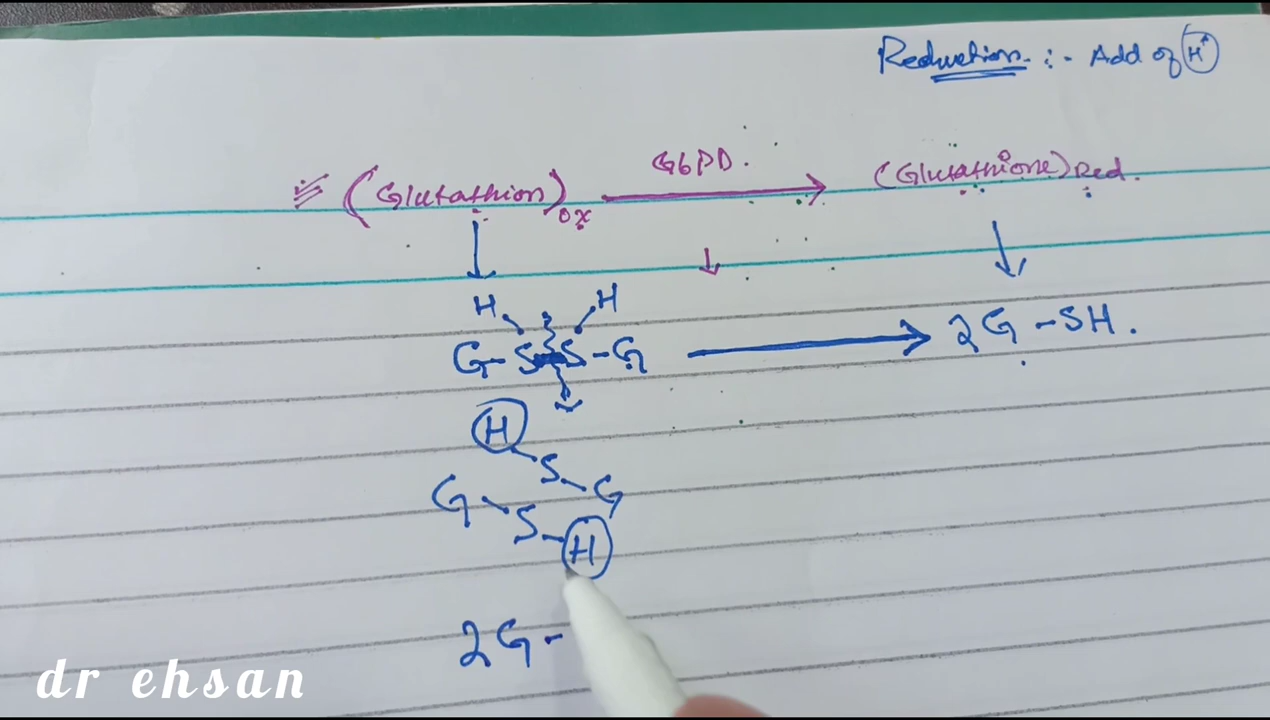 Reduction :- Add of H⁺
G6PD.
(Glutathion)ox (Glutathione)Red.
H H
G-S-S-G 2G-SH.
H
S-G
G-S-H
2G-
dr ehsan